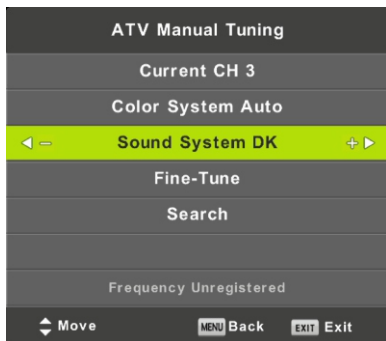 ATV Manual Tuning
Current CH 3
Color System Auto
Sound System DK
Fine-Tune
Search
Frequency Unregistered
Move MENU Back EXIT Exit